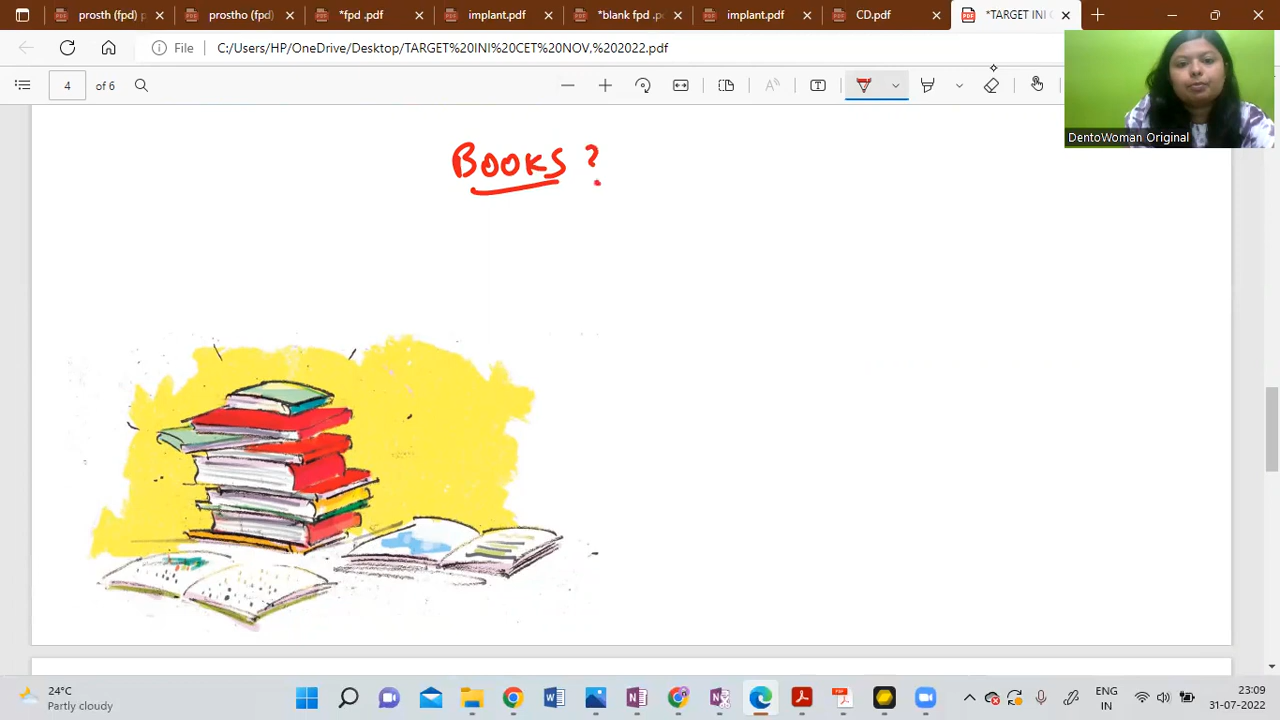 prosth (fpd)
prostho (fpd)
*fpd.pdf
implant.pdf
*blank fpd
implant.pdf
CD.pdf
*TARGET INI
File
C:/Users/HP/OneDrive/Desktop/TARGET%20INI%20CET%20NOV,%202022.pdf
4
of 6
DentoWoman Original
BOOKS ?
24°C
Partly cloudy
ENG
IN
23:09
31-07-2022